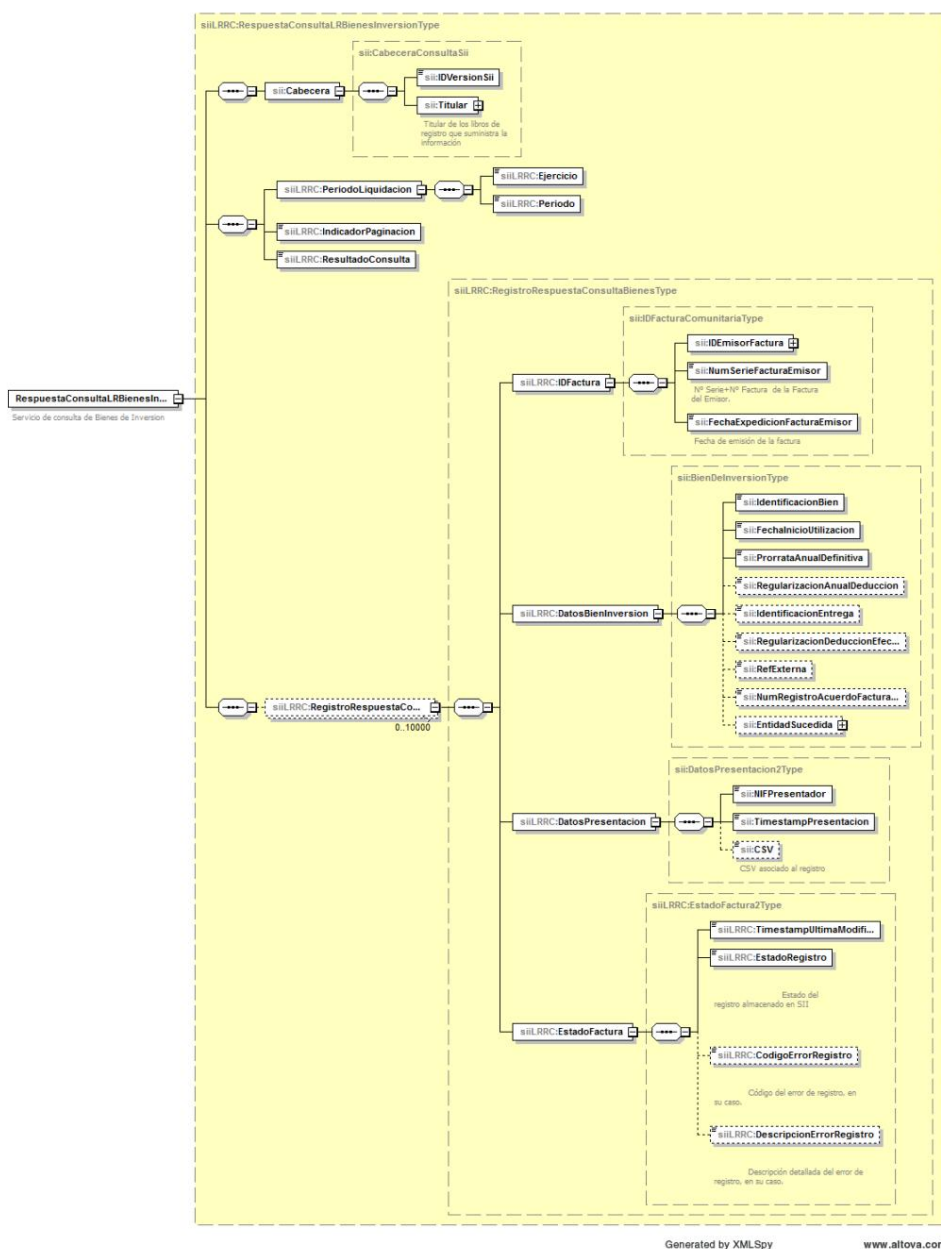 siiLRRC:RespuestaConsultaLRBienesInversionType
sii:CabeceraConsultaSii
sii:IDVersionSii
sii:Cabecera
sii:Titular
Titular de los libros de
registro que suministra la
información
siiLRRC:PeriodoLiquidacion
siiLRRC:Ejercicio
siiLRRC:Periodo
siiLRRC:IndicadorPaginacion
siiLRRC:ResultadoConsulta
siiLRRC:RegistroRespuestaConsultaBienesType
sii:IDFacturaComunitariaType
sii:IDEmisorFactura
siiLRRC:IDFactura
sii:NumSerieFacturaEmisor
Nº Serie+Nº Factura de la Factura
del Emisor.
sii:FechaExpedicionFacturaEmisor
Fecha de emisión de la factura
RespuestaConsultaLRBienesIn...
Servicio de consulta de Bienes de Inversion
sii:BienDeInversionType
sii:IdentificacionBien
sii:FechaInicioUtilizacion
sii:ProrrataAnualDefinitiva
sii:RegularizacionAnualDeduccion
siiLRRC:DatosBienInversion
sii:IdentificacionEntrega
sii:RegularizacionDeduccionEfec...
sii:RefExterna
sii:NumRegistroAcuerdoFactura...
sii:EntidadSucedida
siiLRRC:RegistroRespuestaCo...
0..10000
sii:DatosPresentacion2Type
sii:NIFPresentador
siiLRRC:DatosPresentacion
sii:TimestampPresentacion
sii:CSV
CSV asociado al registro
siiLRRC:EstadoFactura2Type
siiLRRC:TimestampUltimaModifi...
siiLRRC:EstadoRegistro
Estado del
registro almacenado en SII
siiLRRC:EstadoFactura
siiLRRC:CodigoErrorRegistro
Código del error de registro, en
su caso.
siiLRRC:DescripcionErrorRegistro
Descripción detallada del error de
registro, en su caso.
Generated by XMLSpy
www.altova.com